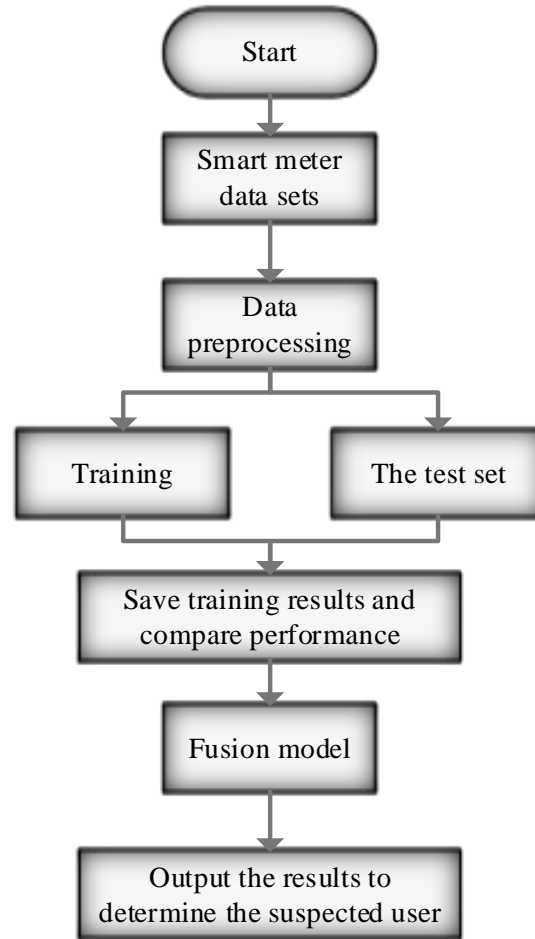 Start
Smart meter
data sets
Data
preprocessing
Training
The test set
Save training results and
compare performance
Fusion model
Output the results to
determine the suspected user